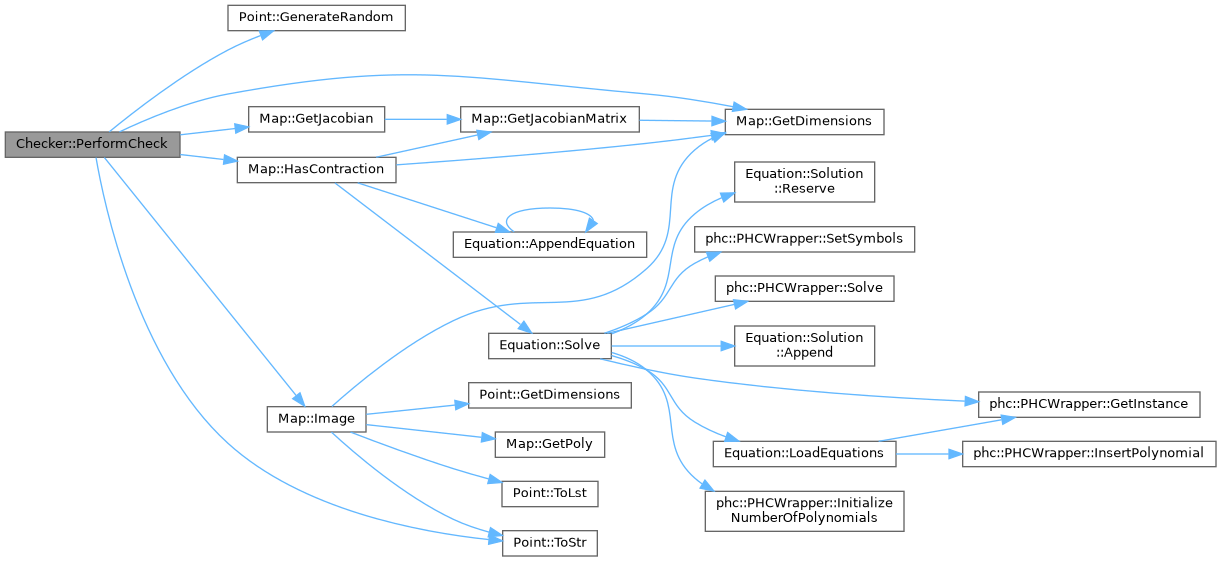 Point::GenerateRandom
Map::GetJacobian
Map::GetJacobianMatrix
Map::GetDimensions
Checker::PerformCheck
Map::HasContraction
Equation::Solution
::Reserve
Equation::AppendEquation
phc::PHCWrapper::SetSymbols
phc::PHCWrapper::Solve
Equation::Solve
Equation::Solution
::Append
Point::GetDimensions
phc::PHCWrapper::GetInstance
Map::Image
Map::GetPoly
Equation::LoadEquations
phc::PHCWrapper::InsertPolynomial
Point::ToLst
phc::PHCWrapper::Initialize
NumberOfPolynomials
Point::ToStr